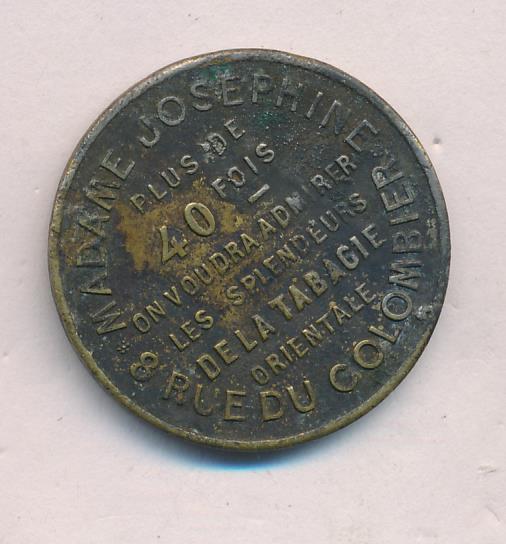 MADAME JOSEPHINE
PLUS DE
40 FOIS
ON VOUDRA ADMIRER
LES SPLENDEURS
DE LA TABAGIE
ORIENTALE
* 8 RUE DU COLOMBIER